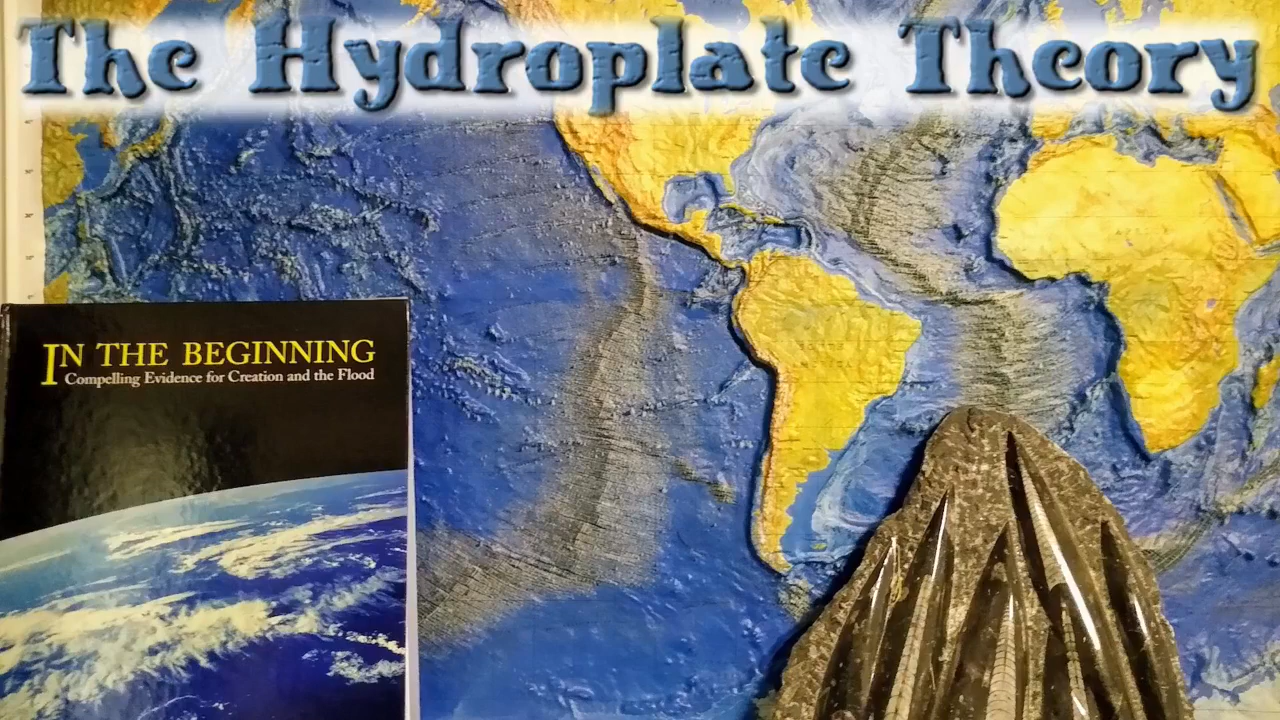 The Hydroplate Theory
IN THE BEGINNING
Compelling Evidence for Creation and the Flood